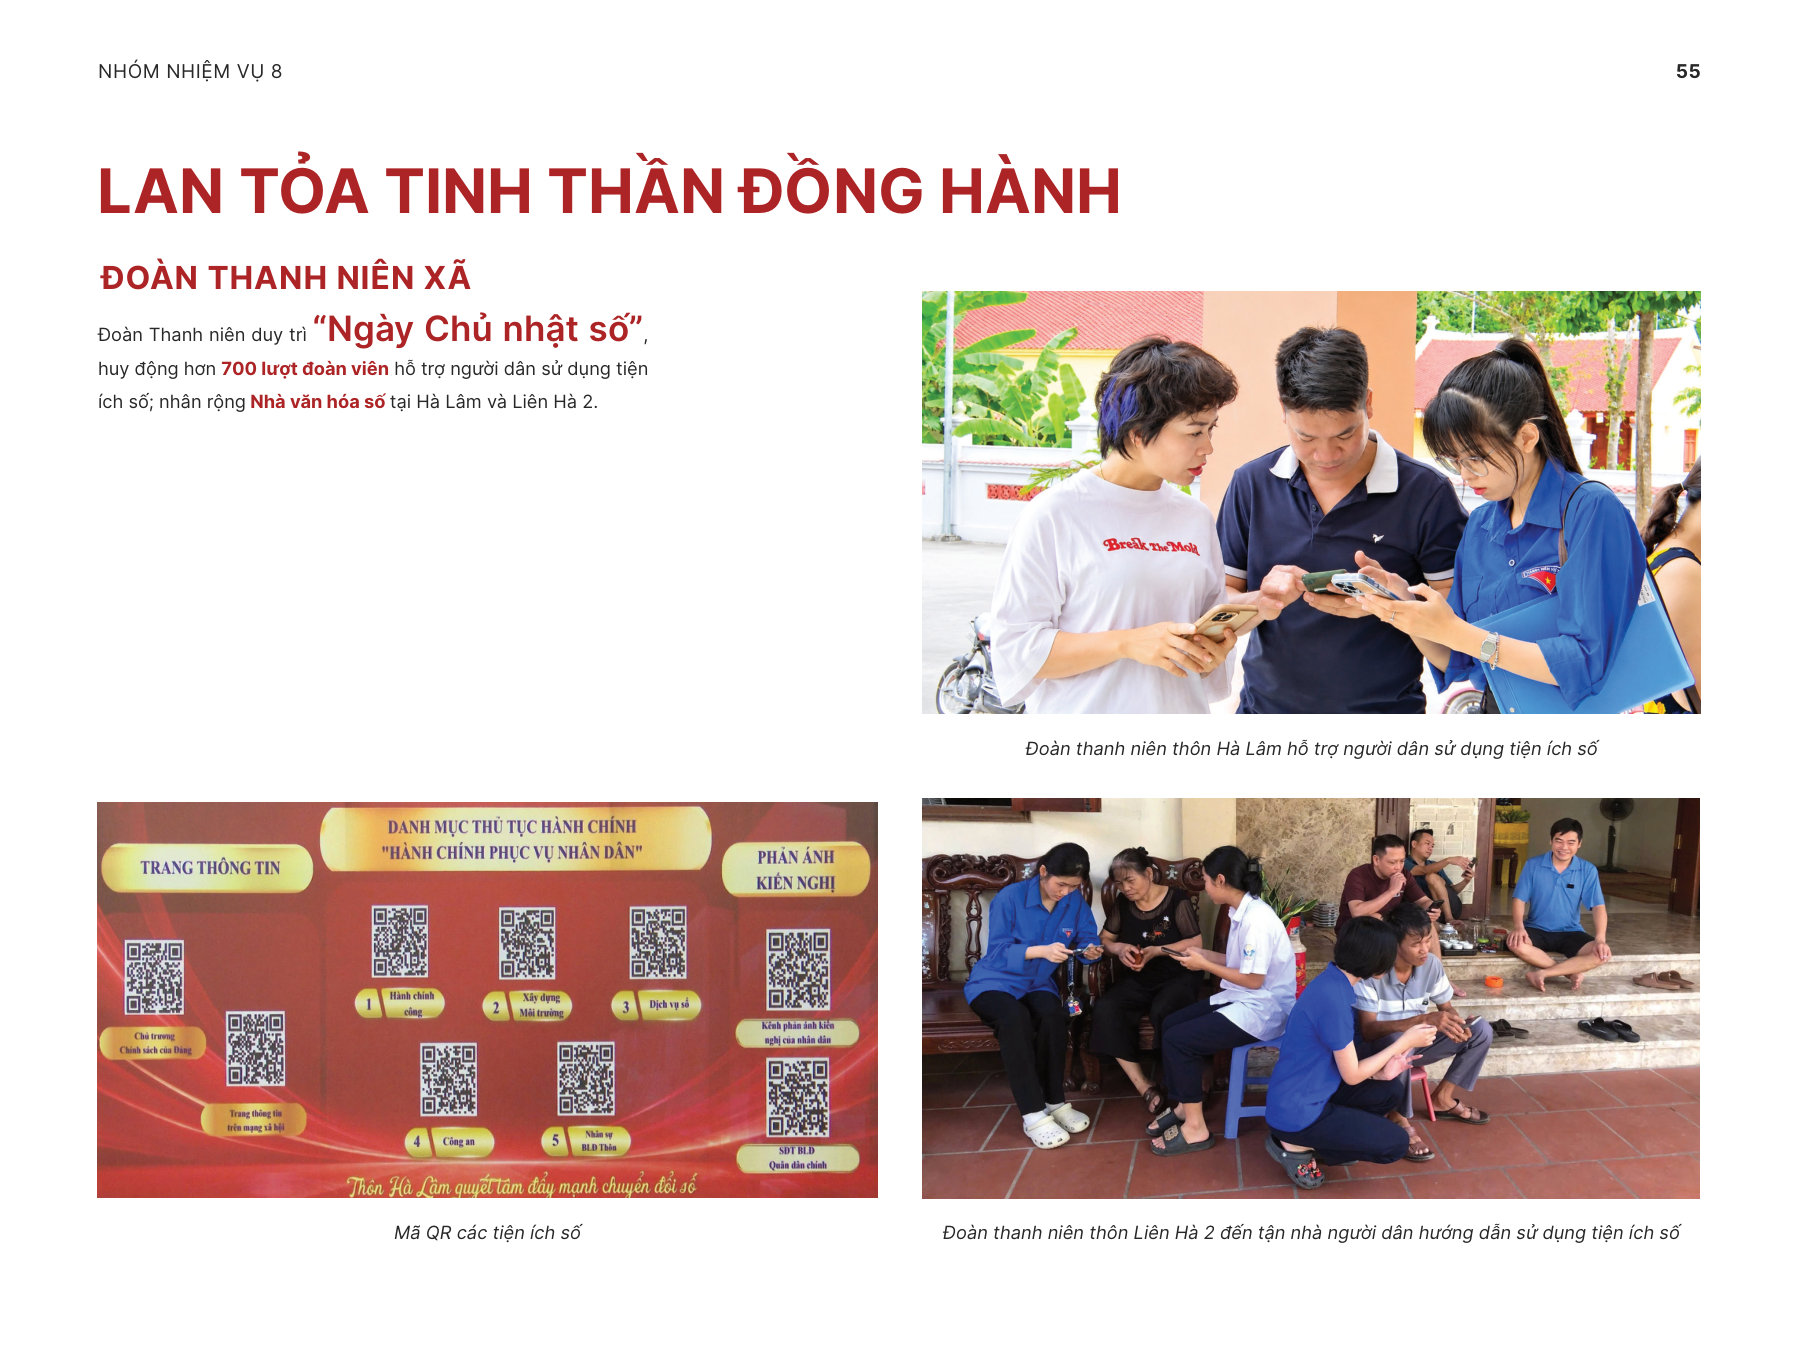 NHÓM NHIỆM VỤ 8
55
LAN TỎA TINH THẦN ĐỒNG HÀNH
ĐOÀN THANH NIÊN XÃ
Đoàn Thanh niên duy trì “Ngày Chủ nhật số”,
huy động hơn 700 lượt đoàn viên hỗ trợ người dân sử dụng tiện
ích số; nhân rộng Nhà văn hóa số tại Hà Lâm và Liên Hà 2.
Break The Mold
Đoàn thanh niên thôn Hà Lâm hỗ trợ người dân sử dụng tiện ích số
TRANG THÔNG TIN
Chủ trương
Chính sách của Đảng
Trang thông tin
trên mạng xã hội
DANH MỤC THỦ TỤC HÀNH CHÍNH
"HÀNH CHÍNH PHỤC VỤ NHÂN DÂN"
1 Hành chính
công
2 Xây dựng
Môi trường
3 Dịch vụ số
4 Công an
5 Nhân sự
BLĐ Thôn
PHẢN ÁNH
KIẾN NGHỊ
Kênh phản ánh kiến
nghị của nhân dân
SĐT BLĐ
Quân dân chính
Thôn Hà Lâm quyết tâm đẩy mạnh chuyển đổi số
Mã QR các tiện ích số
Đoàn thanh niên thôn Liên Hà 2 đến tận nhà người dân hướng dẫn sử dụng tiện ích số